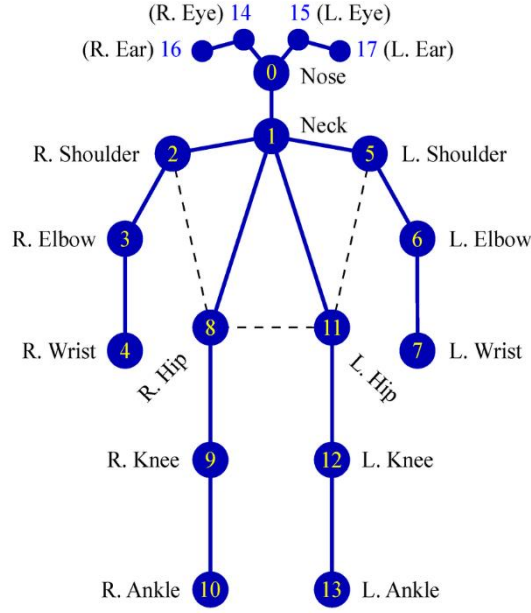 (R. Eye) 14 15 (L. Eye)
(R. Ear) 16 17 (L. Ear)
0 Nose
1 Neck
R. Shoulder 2 5 L. Shoulder
R. Elbow 3 6 L. Elbow
8 11
R. Wrist 4 7 L. Wrist
R. Hip L. Hip
R. Knee 9 12 L. Knee
R. Ankle 10 13 L. Ankle